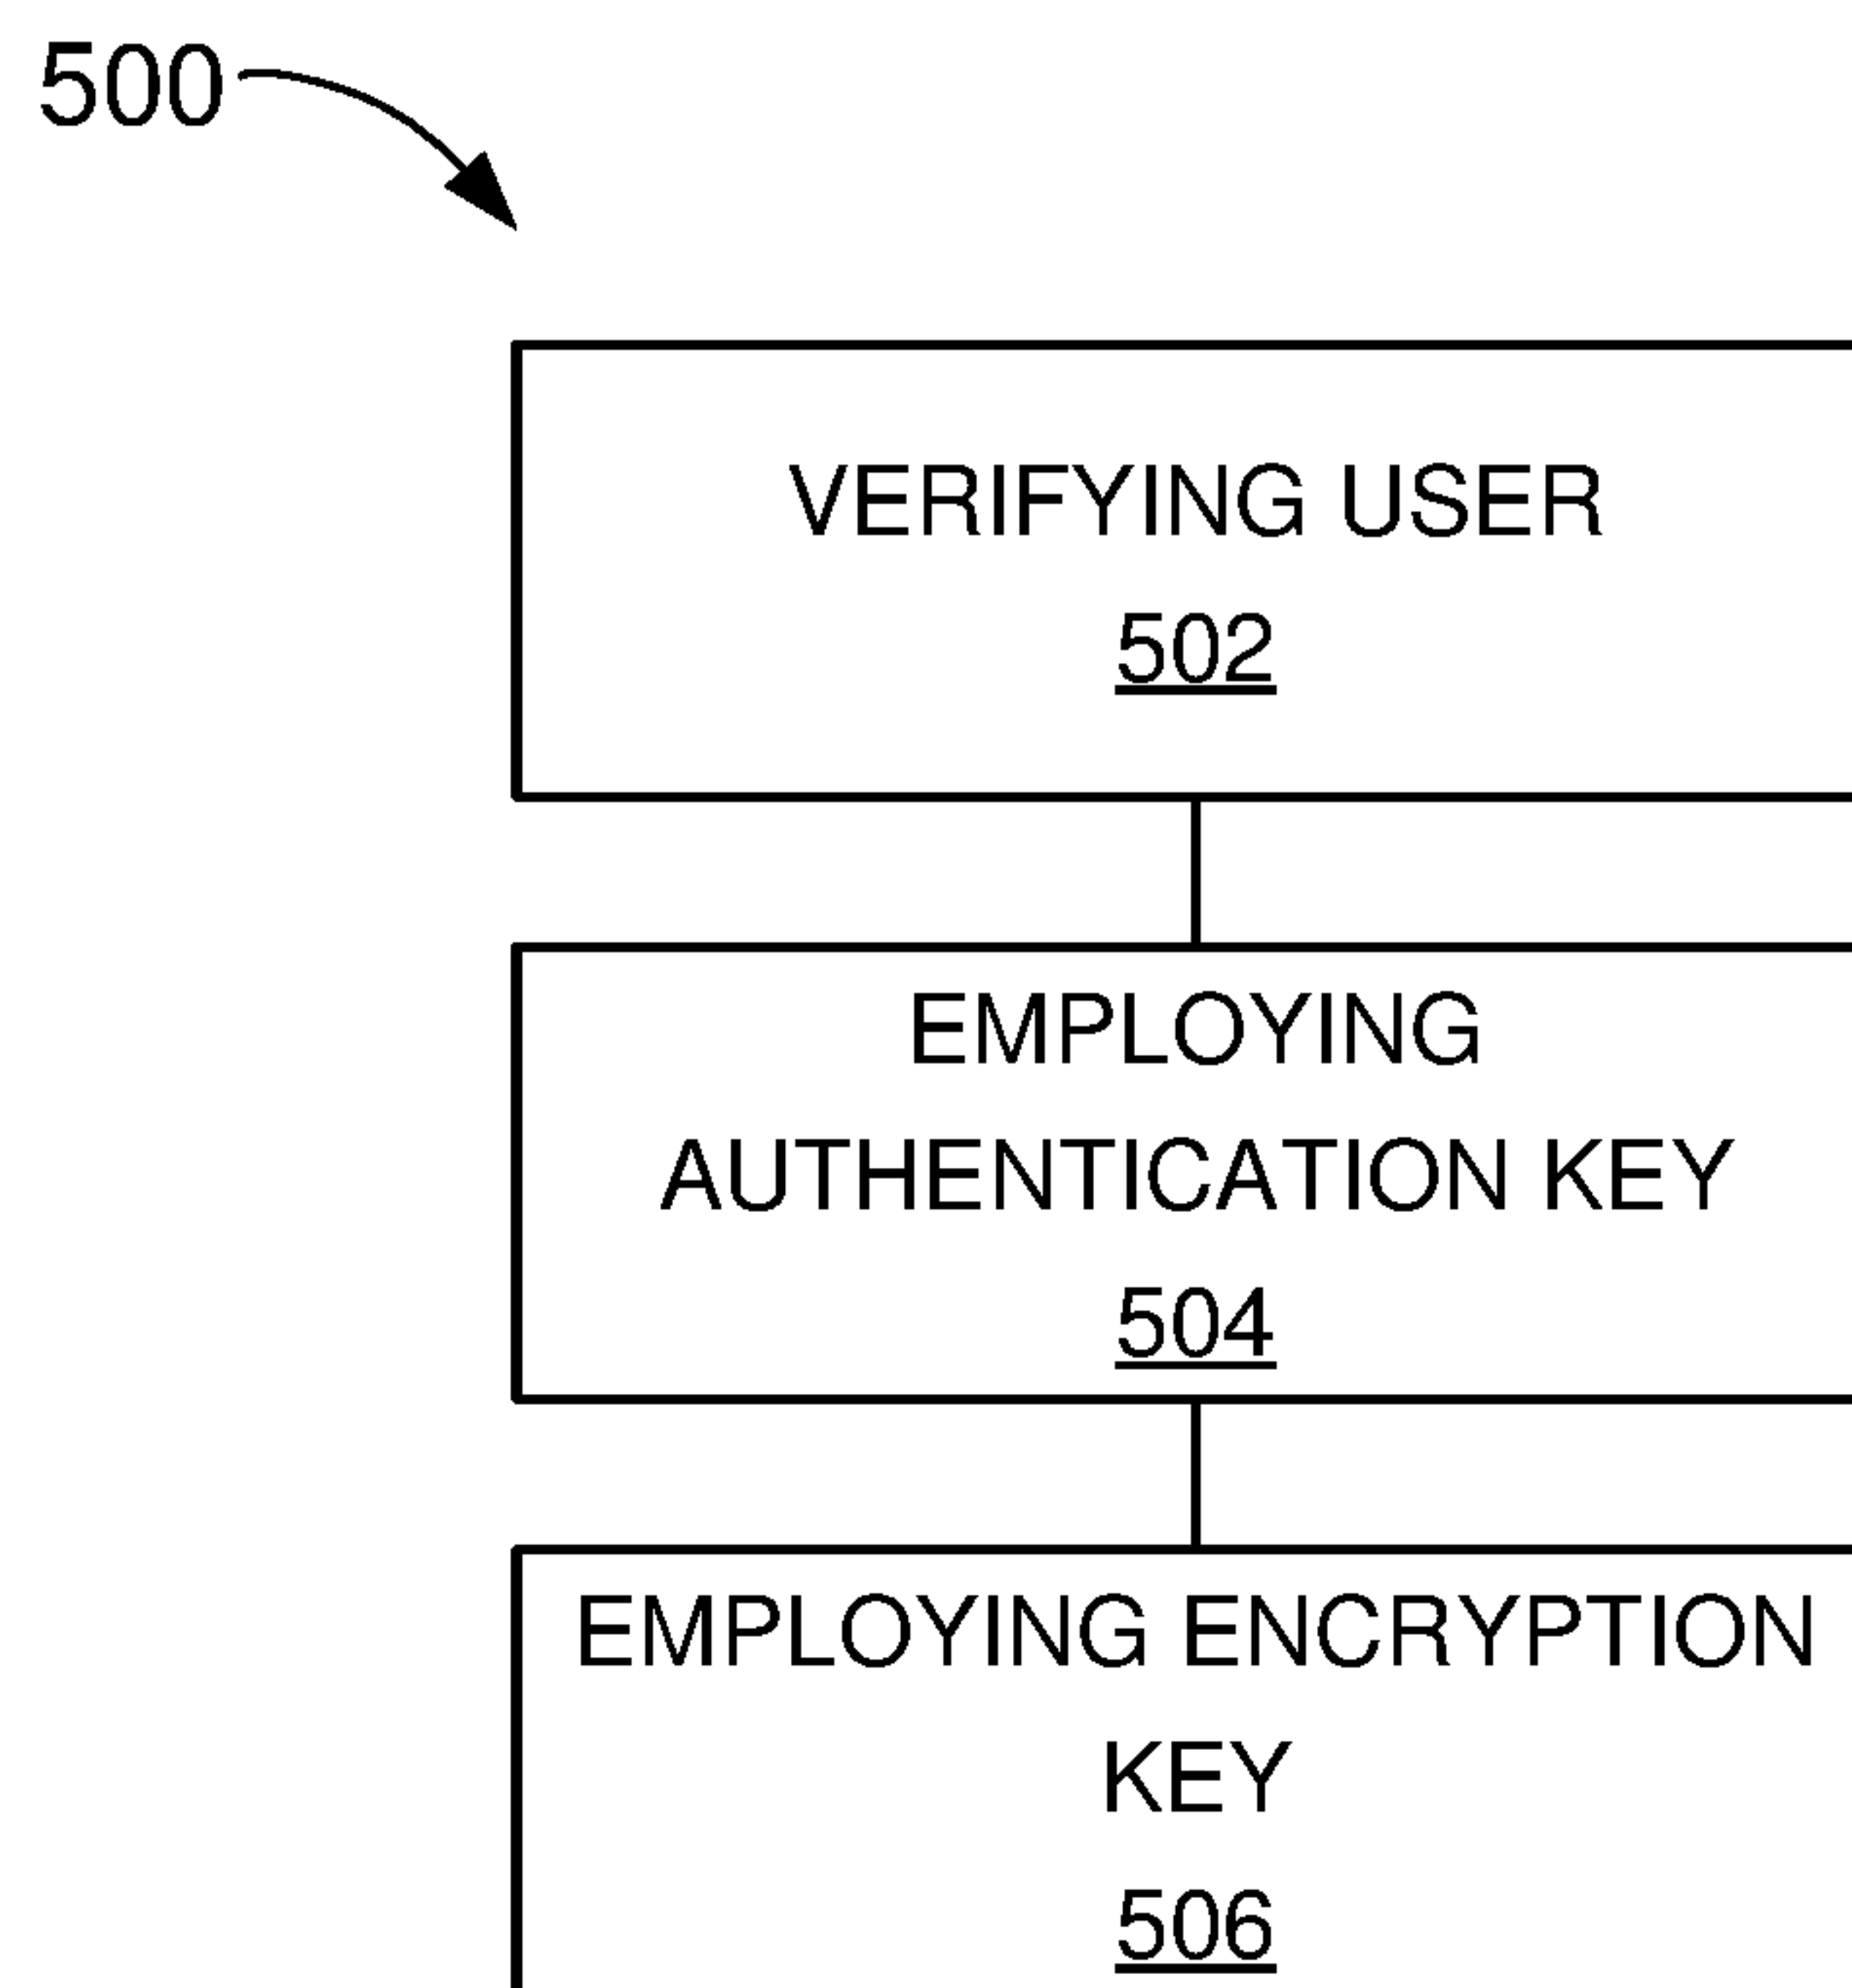 500
VERIFYING USER
502
EMPLOYING
AUTHENTICATION KEY
504
EMPLOYING ENCRYPTION
KEY
506